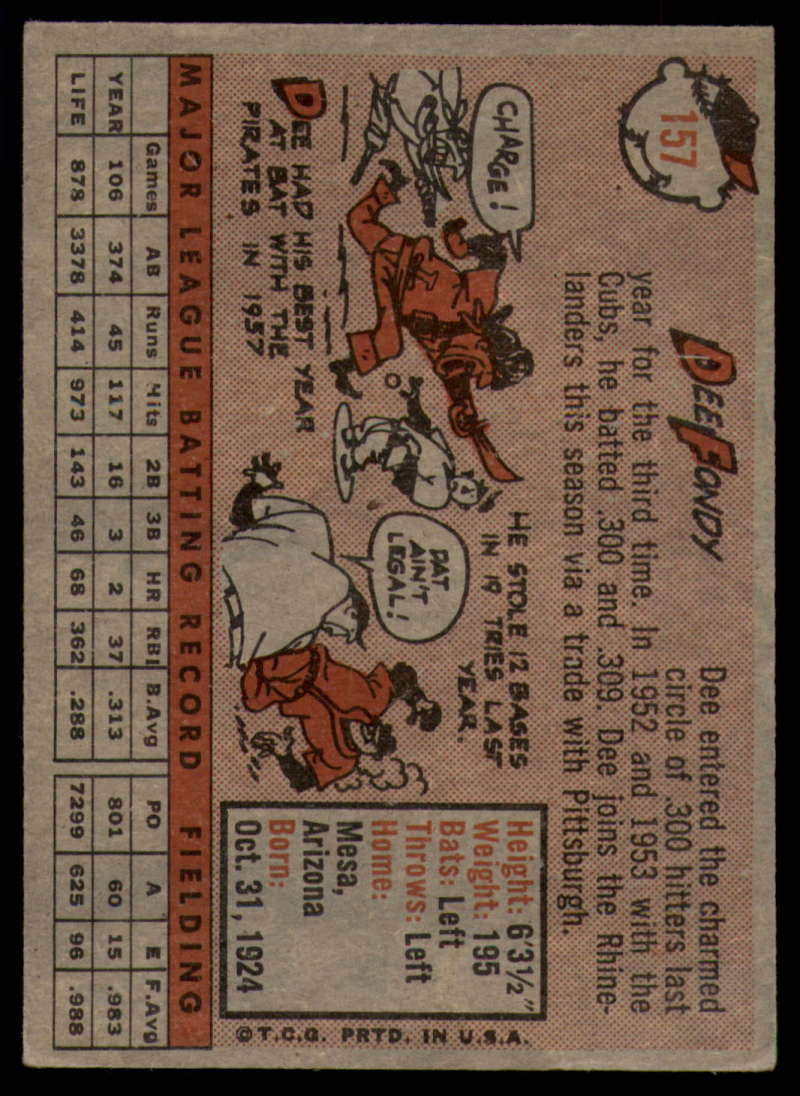 157
DEE FONDY
Dee entered the charmed
circle of .300 hitters last
year for the third time. In 1952 and 1953 with the
Cubs, he batted .300 and .309. Dee joins the Rhine-
landers this season via a trade with Pittsburgh.
CHARGE!
DEE HAD HIS BEST YEAR
AT BAT WITH THE
PIRATES IN 1957
HE STOLE 12 BASES
IN 19 TRIES LAST
YEAR.
DAT
AIN'T
LEGAL!
Height: 6'3½"
Weight: 195
Bats: Left
Throws: Left
Home:
Mesa,
Arizona
Born:
Oct. 31, 1924
© T.C.G. PRTD. IN U.S.A.
MAJOR LEAGUE BATTING RECORD FIELDING
Games AB Runs Hits 2B 3B HR RBI B.Avg PO A E F.Avg
YEAR 106 374 45 117 16 3 2 37 .313 801 60 15 .983
LIFE 878 3378 414 973 143 46 68 362 .288 7299 625 96 .988